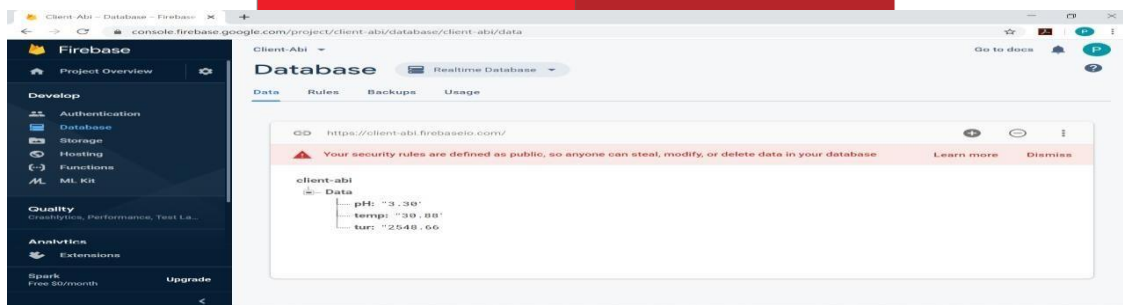 Client-Abi - Database - Firebase
console.firebase.google.com/project/client-abi/database/client-abi/data
Firebase
Client-Abi
Go to docs
P
Project Overview
Database
Realtime Database
Develop
Data Rules Backups Usage
Authentication
Database
Storage
Hosting
Functions
ML Kit
https://client-abi.firebaseio.com/
Your security rules are defined as public, so anyone can steal, modify, or delete data in your database
Learn more
Dismiss
client-abi
Data
pH: "3.30'
temp: "30.88'
tur: "2548.66
Quality
Crashlytics, Performance, Test La...
Analytics
Extensions
Spark
Free $0/month
Upgrade